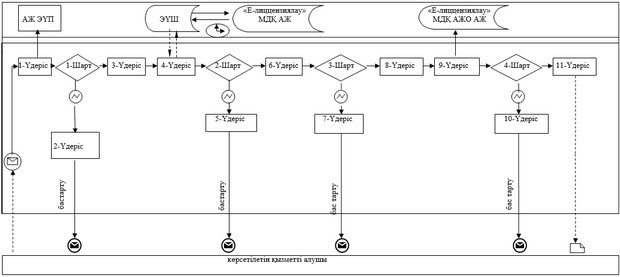 АЖ ЭҮП
ЭҮШ
«Е-лицпензиялау»
МДҚ АЖ
«Е-лицпензиялау»
МДҚ АЖО АЖ
1-Үдеріс
1-Шарт
3-Үдеріс
4-Үдеріс
2-Шарт
6-Үдеріс
3-Шарт
8-Үдеріс
9-Үдеріс
4-Шарт
11-Үдеріс
2-Үдеріс
5-Үдеріс
7-Үдеріс
10-Үдеріс
бастарту
бастарту
бас тарту
бас тарту
көрсетілетін қызметті алушы